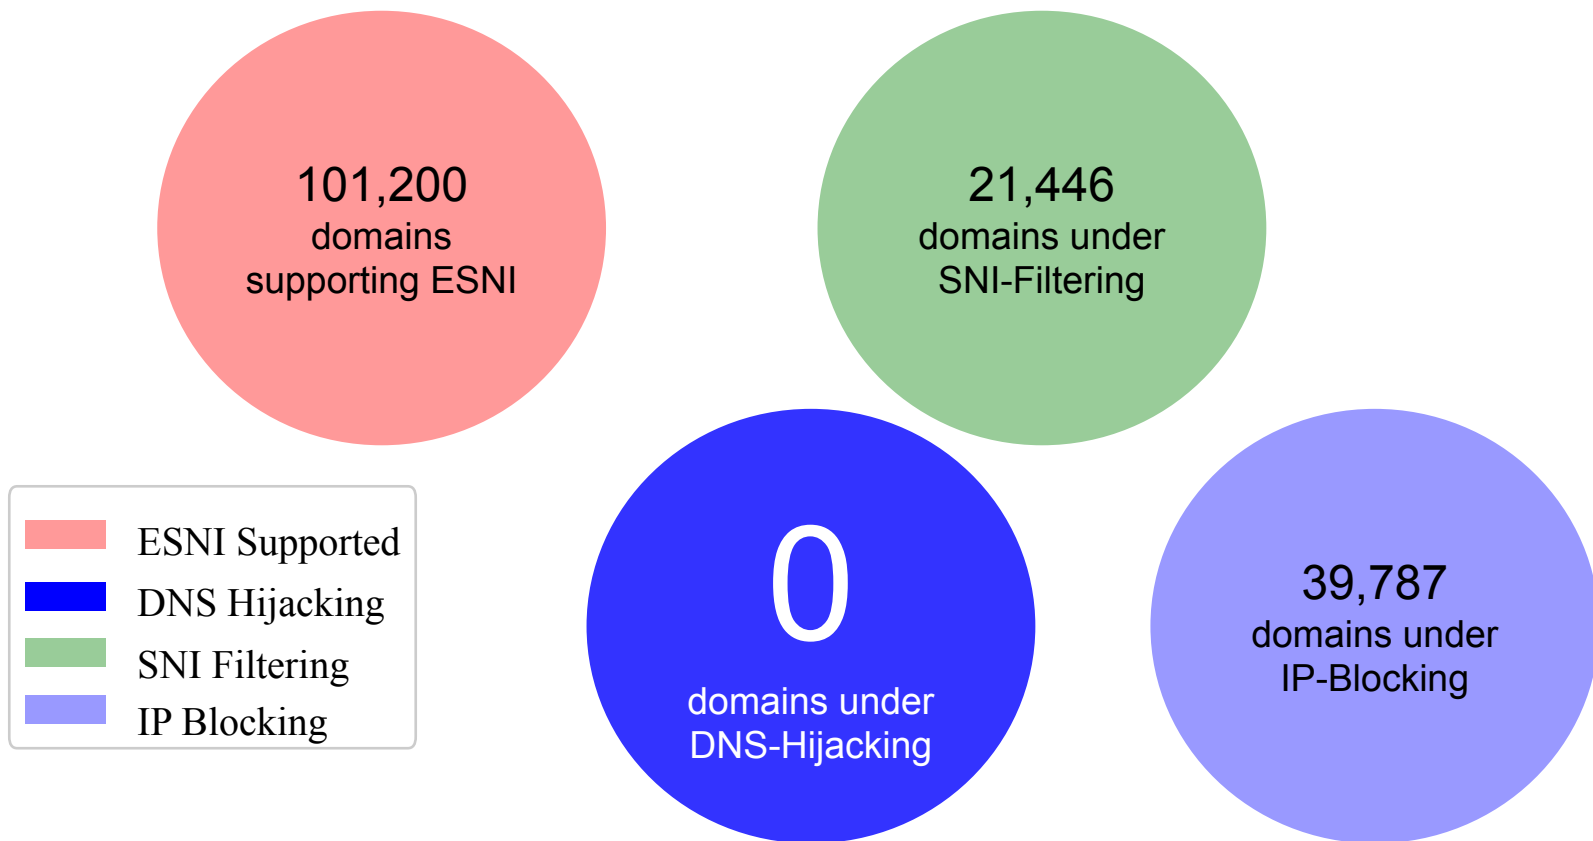 101,200
domains
supporting ESNI
21,446
domains under
SNI-Filtering
0
domains under
DNS-Hijacking
39,787
domains under
IP-Blocking
ESNI Supported
DNS Hijacking
SNI Filtering
IP Blocking